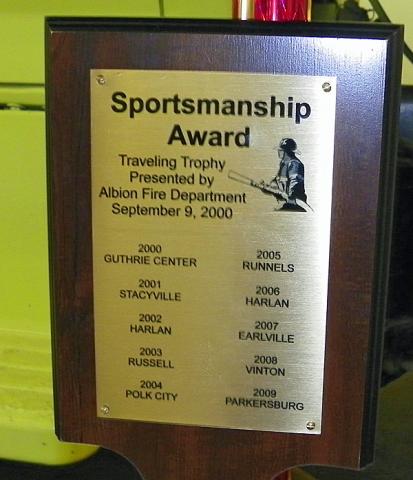 Sportsmanship
Award
Traveling Trophy
Presented by
Albion Fire Department
September 9, 2000
2000
GUTHRIE CENTER
2001
STACYVILLE
2002
HARLAN
2003
RUSSELL
2004
POLK CITY
2005
RUNNELS
2006
HARLAN
2007
EARLVILLE
2008
VINTON
2009
PARKERSBURG